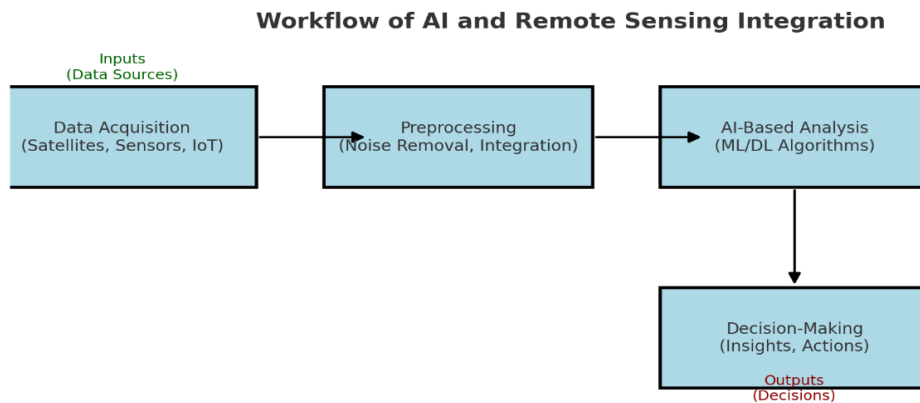 Workflow of AI and Remote Sensing Integration
Inputs
(Data Sources)
Data Acquisition
(Satellites, Sensors, IoT)
Preprocessing
(Noise Removal, Integration)
AI-Based Analysis
(ML/DL Algorithms)
Decision-Making
(Insights, Actions)
Outputs
(Decisions)